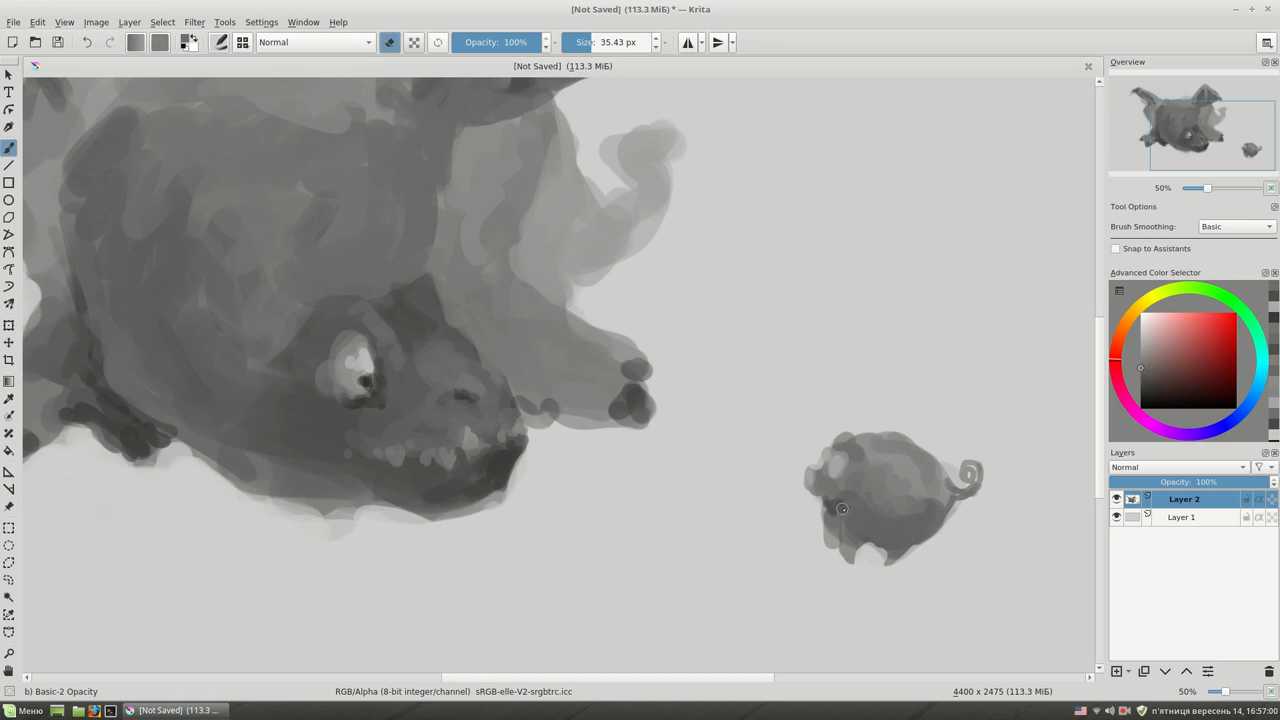 [Not Saved]  (113.3 МіБ) * — Krita
File Edit View Image Layer Select Filter Tools Settings Window Help
Normal Opacity: 100% Size: 35.43 px
[Not Saved]  (113.3 МіБ)
Overview
50%
Tool Options
Brush Smoothing: Basic
Snap to Assistants
Advanced Color Selector
Layers
Normal
Opacity: 100%
Layer 2
Layer 1
b) Basic-2 Opacity RGB/Alpha (8-bit integer/channel)  sRGB-elle-V2-srgbtrc.icc 4400 x 2475 (113.3 МіБ) 50%
Меню [Not Saved]  (113.3 ... п'ятниця вересень 14, 16:57:00